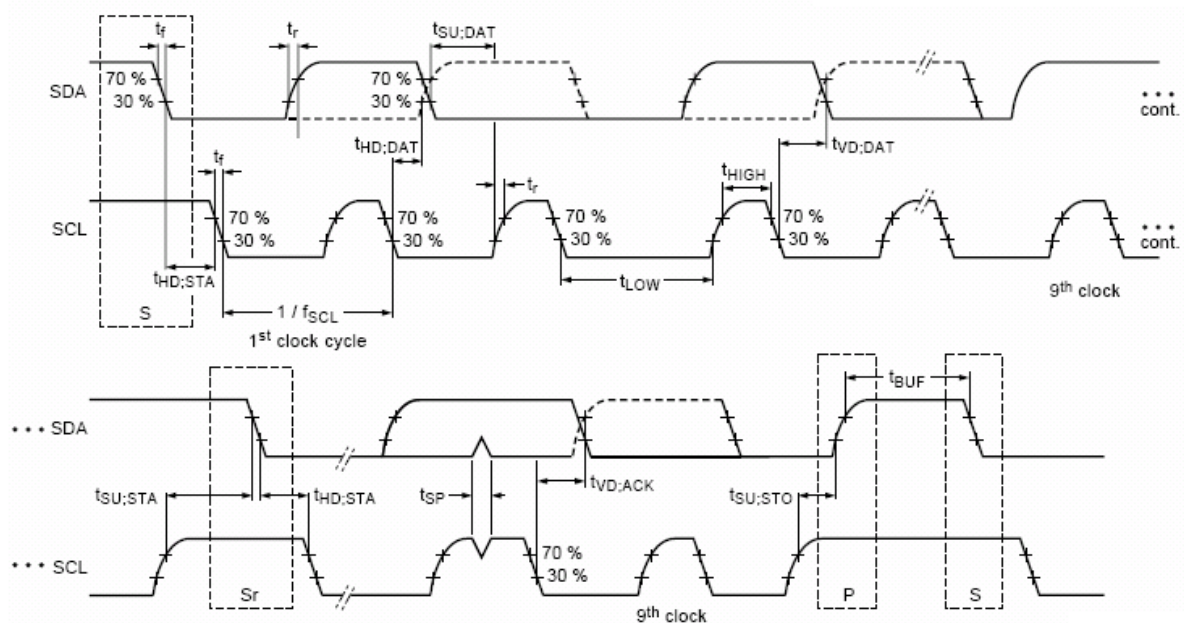 tf
tr
tSU;DAT
SDA
70 %
30 %
70 %
30 %
cont.
tf
tHD;DAT
tr
tHIGH
tVD;DAT
SCL
70 %
30 %
70 %
30 %
70 %
30 %
70 %
30 %
cont.
tHD;STA
tLOW
S
1 / fSCL
1st clock cycle
9th clock
tBUF
••• SDA
tSU;STA
tHD;STA
tSP
tVD;ACK
tSU;STO
••• SCL
70 %
30 %
Sr
P
S
9th clock